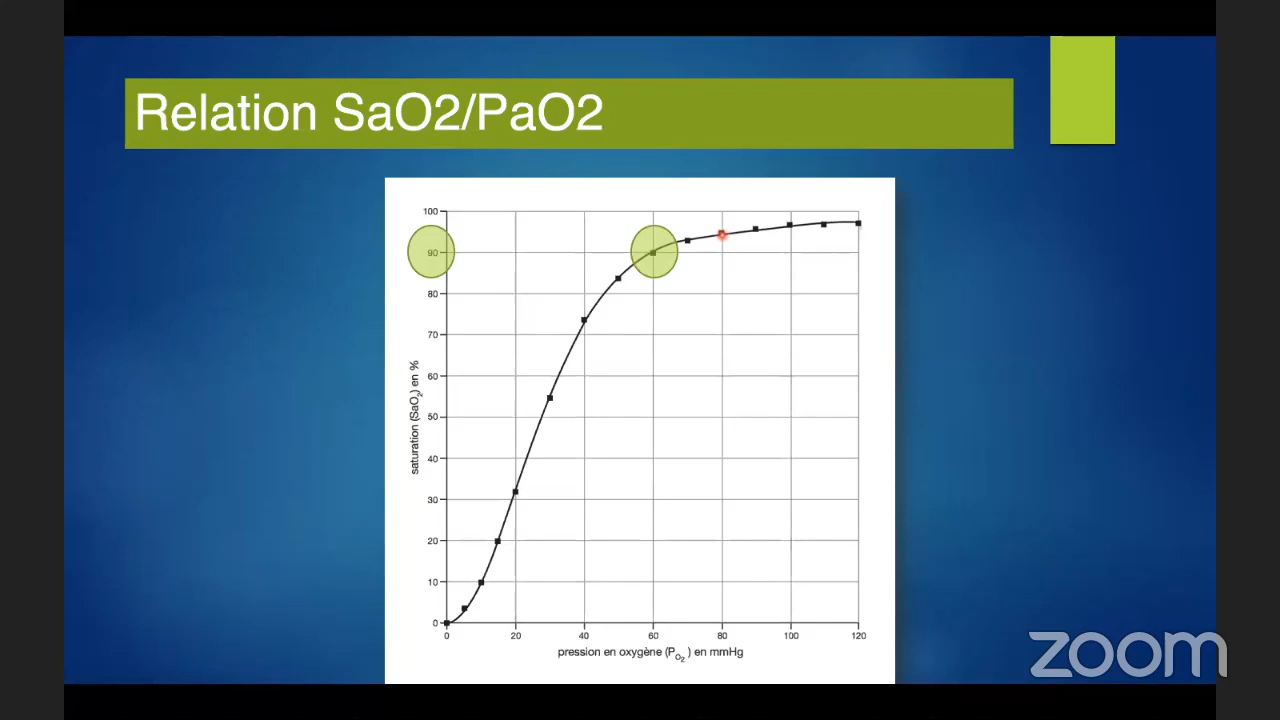 Relation SaO2/PaO2
100
90
80
70
60
50
40
30
20
10
0
saturation (SaO2) en %
0 20 40 60 80 100 120
pression en oxygène (PO2 ) en mmHg
zoom